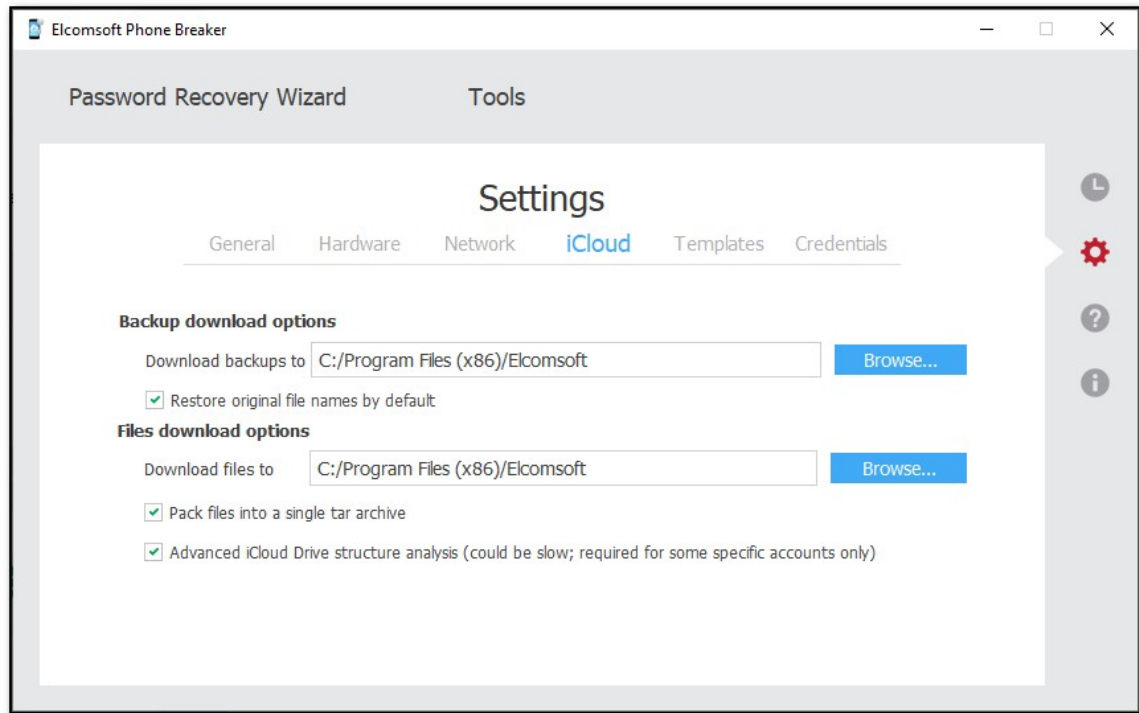 Elcomsoft Phone Breaker
Password Recovery Wizard Tools
Settings
General Hardware Network iCloud Templates Credentials
Backup download options
Download backups to C:/Program Files (x86)/Elcomsoft Browse...
Restore original file names by default
Files download options
Download files to C:/Program Files (x86)/Elcomsoft Browse...
Pack files into a single tar archive
Advanced iCloud Drive structure analysis (could be slow; required for some specific accounts only)